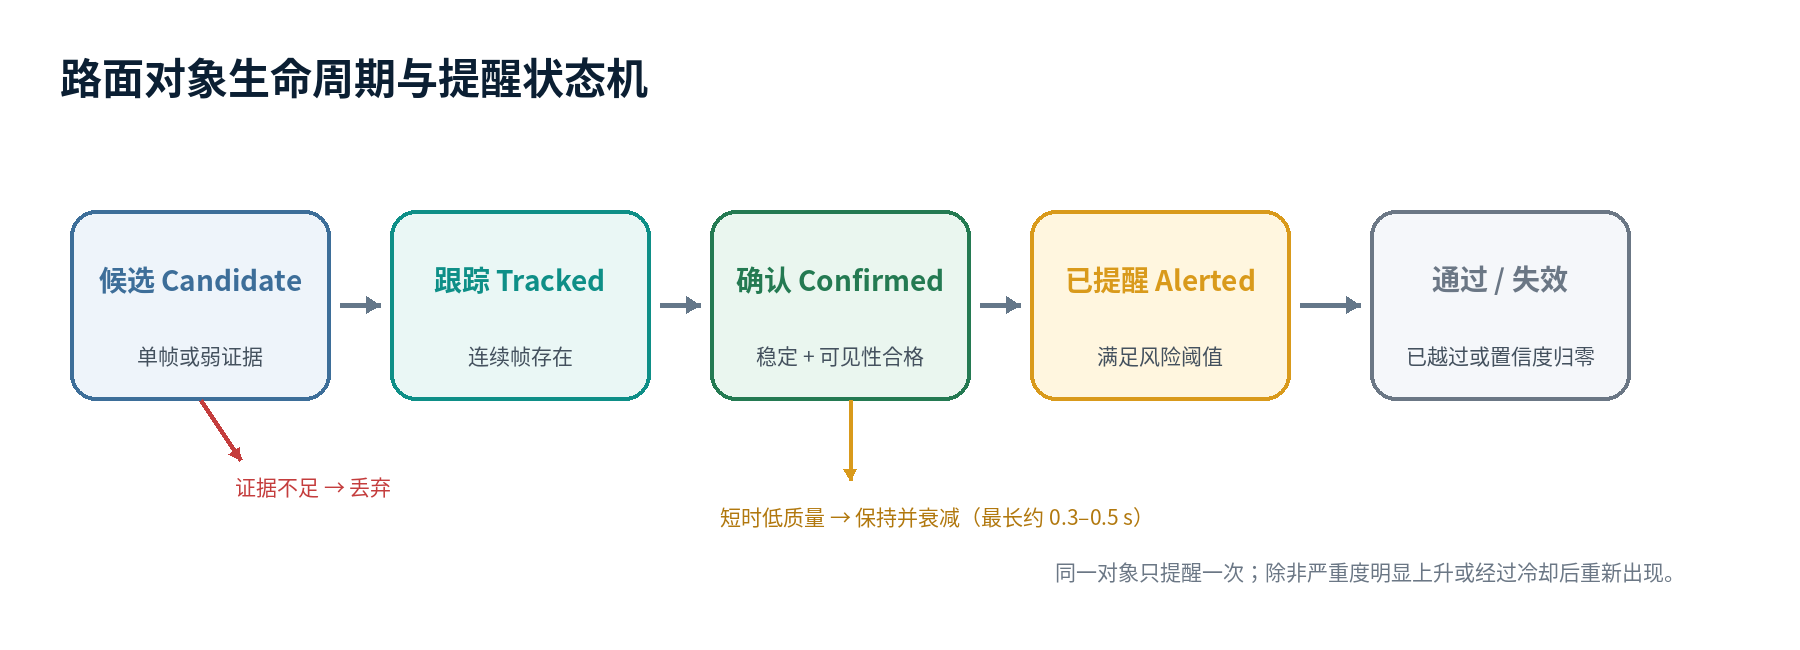 路面对象生命周期与提醒状态机
候选 Candidate
单帧或弱证据
跟踪 Tracked
连续帧存在
确认 Confirmed
稳定 + 可见性合格
已提醒 Alerted
满足风险阈值
通过 / 失效
已越过或置信度归零
证据不足 → 丢弃
短时低质量 → 保持并衰减（最长约 0.3–0.5 s）
同一对象只提醒一次；除非严重度明显上升或经过冷却后重新出现。